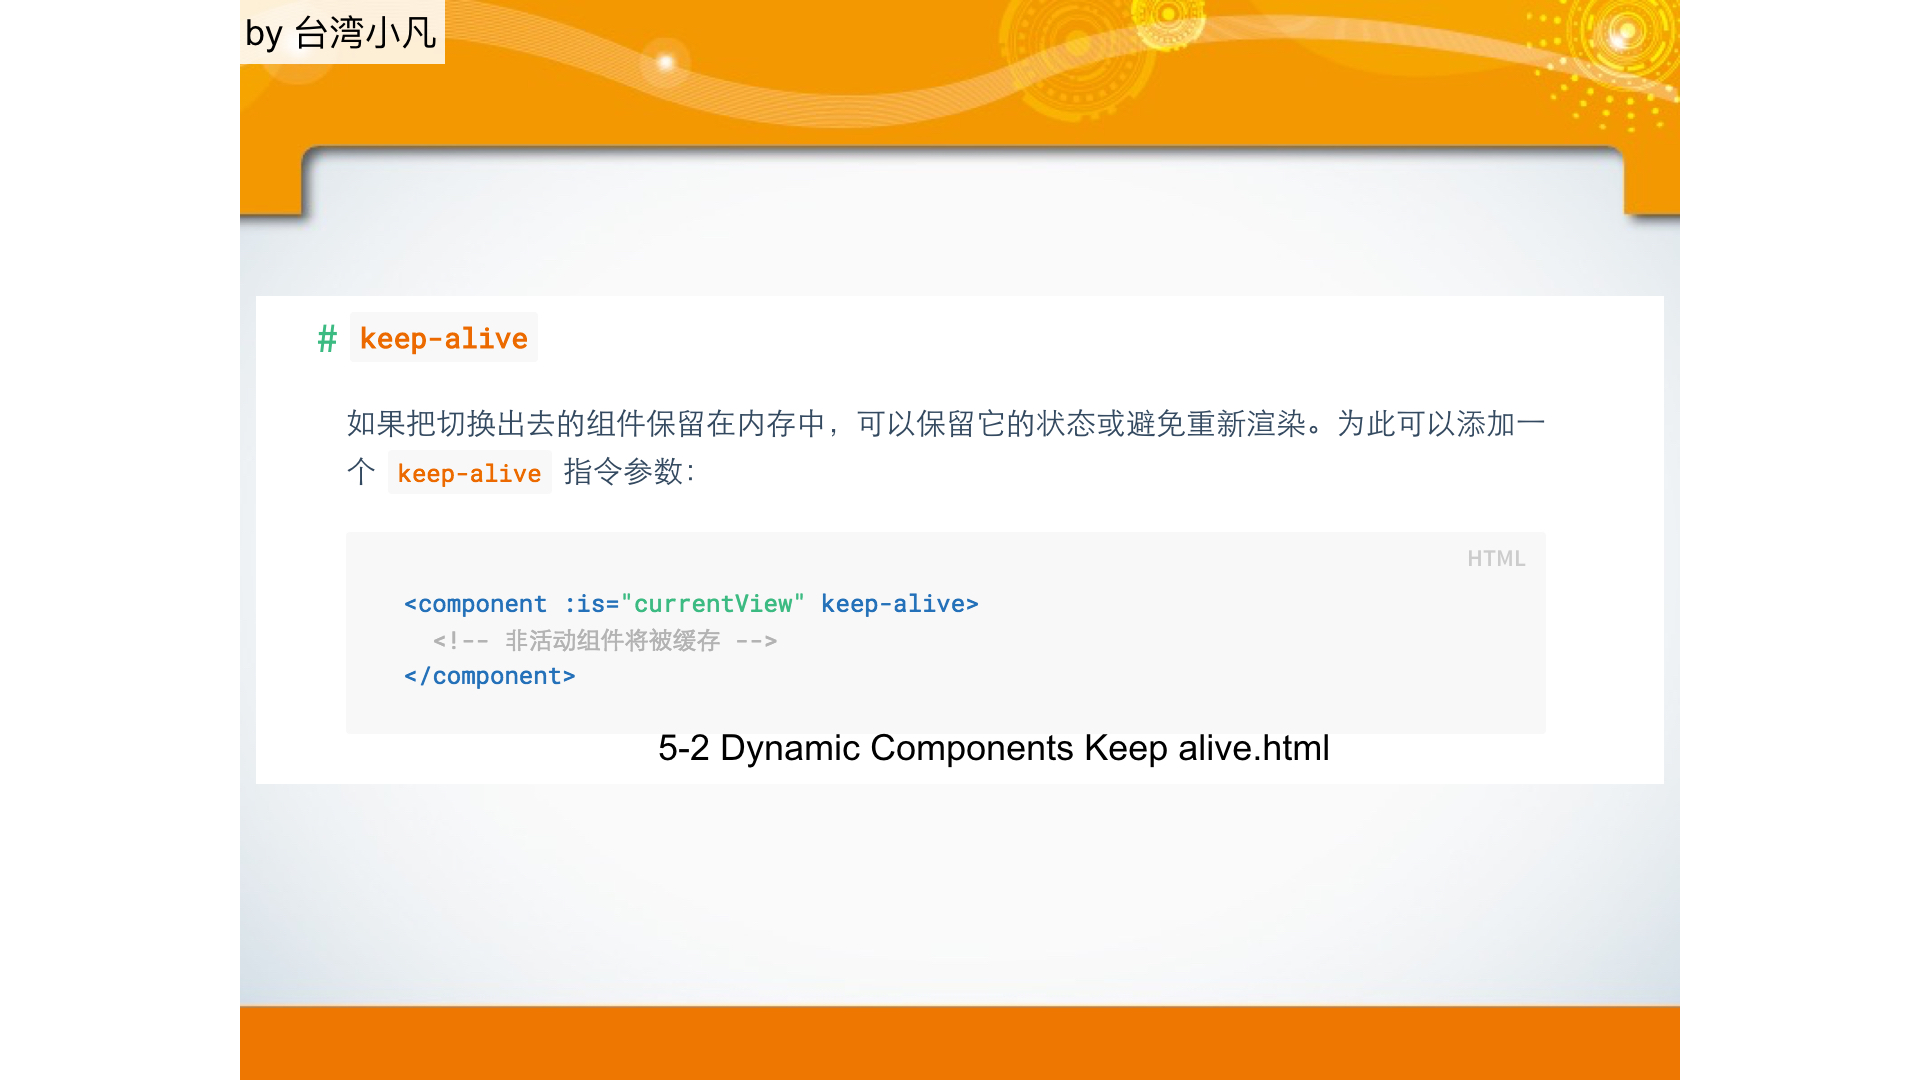 by 台湾小凡
# keep-alive
如果把切换出去的组件保留在内存中，可以保留它的状态或避免重新渲染。为此可以添加一
个 keep-alive 指令参数：
HTML
<component :is="currentView" keep-alive>
<!-- 非活动组件将被缓存 -->
</component>
5-2 Dynamic Components Keep alive.html